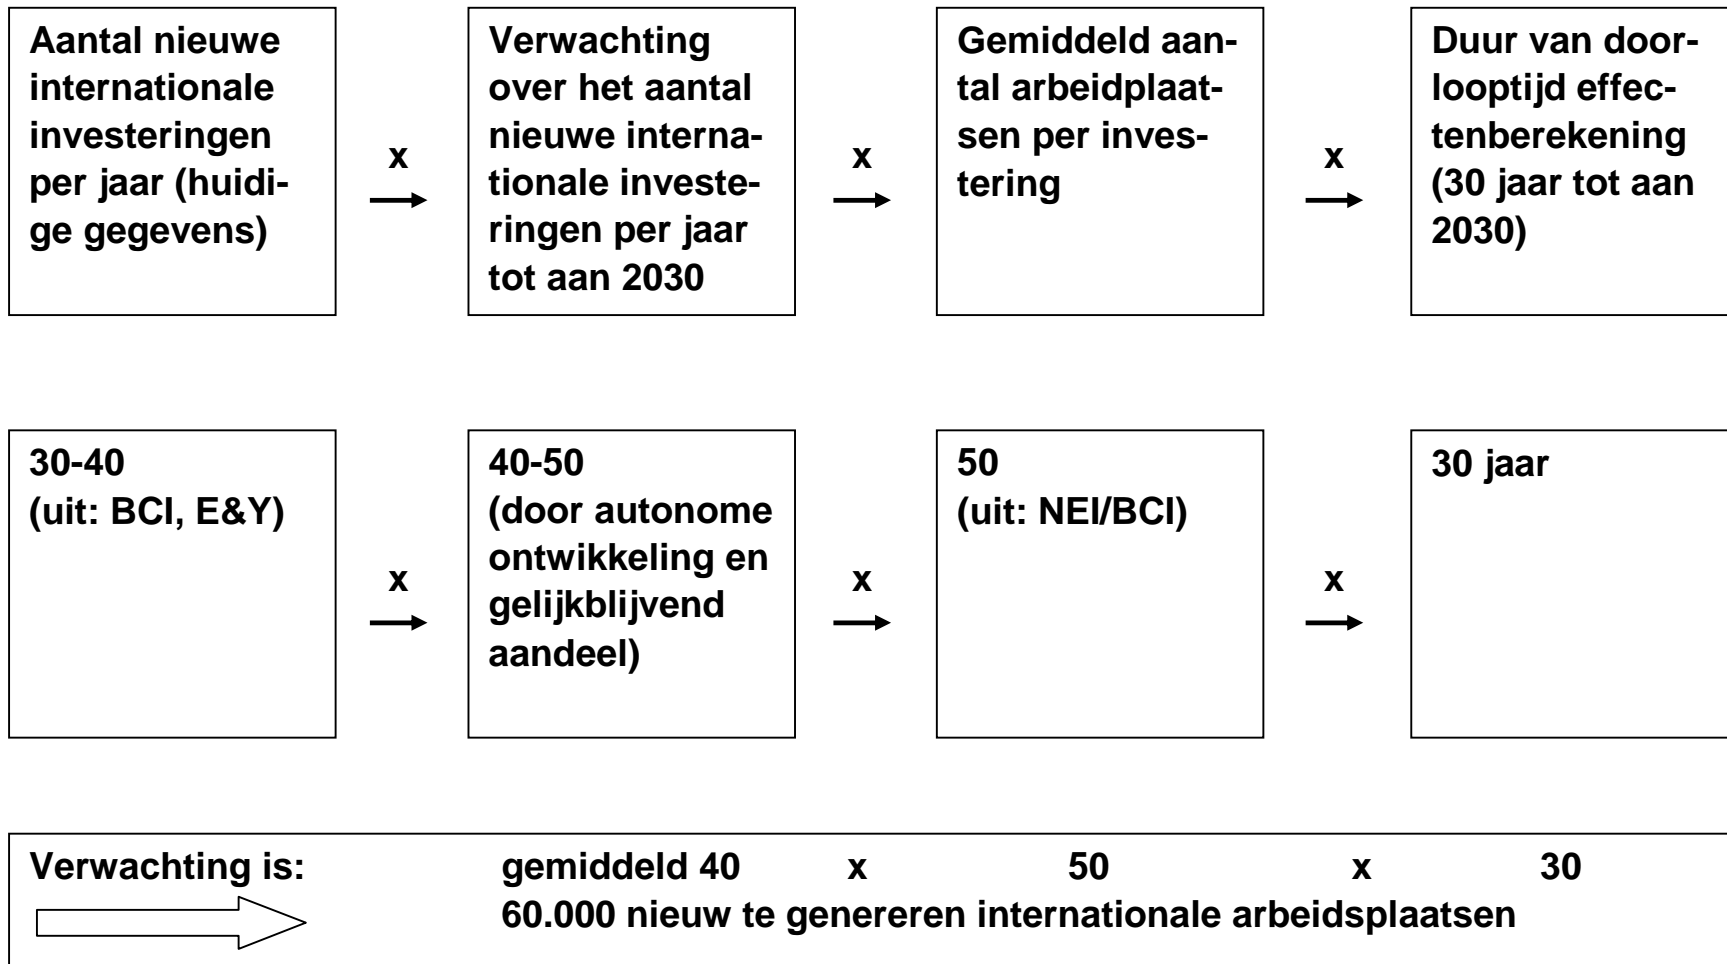 Aantal nieuwe
internationale
investeringen
per jaar (huidi-
ge gegevens)
x
Verwachting
over het aantal
nieuwe interna-
tionale investe-
ringen per jaar
tot aan 2030
x
Gemiddeld aan-
tal arbeidplaat-
sen per inves-
tering
x
Duur van door-
looptijd effec-
tenberekening
(30 jaar tot aan
2030)
30-40
(uit: BCI, E&Y)
x
40-50
(door autonome
ontwikkeling en
gelijkblijvend
aandeel)
x
50
(uit: NEI/BCI)
x
30 jaar
Verwachting is: gemiddeld 40 x 50 x 30
60.000 nieuw te genereren internationale arbeidsplaatsen